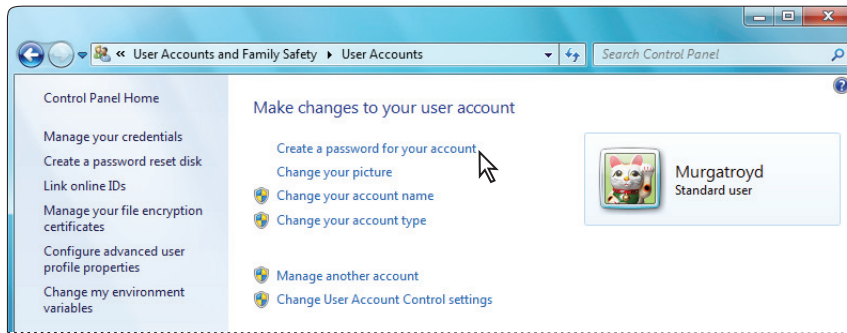 « User Accounts and Family Safety ▸ User Accounts
Search Control Panel
Control Panel Home
Manage your credentials
Create a password reset disk
Link online IDs
Manage your file encryption
certificates
Configure advanced user
profile properties
Change my environment
variables
Make changes to your user account
Create a password for your account
Change your picture
Change your account name
Change your account type
Manage another account
Change User Account Control settings
Murgatroyd
Standard user